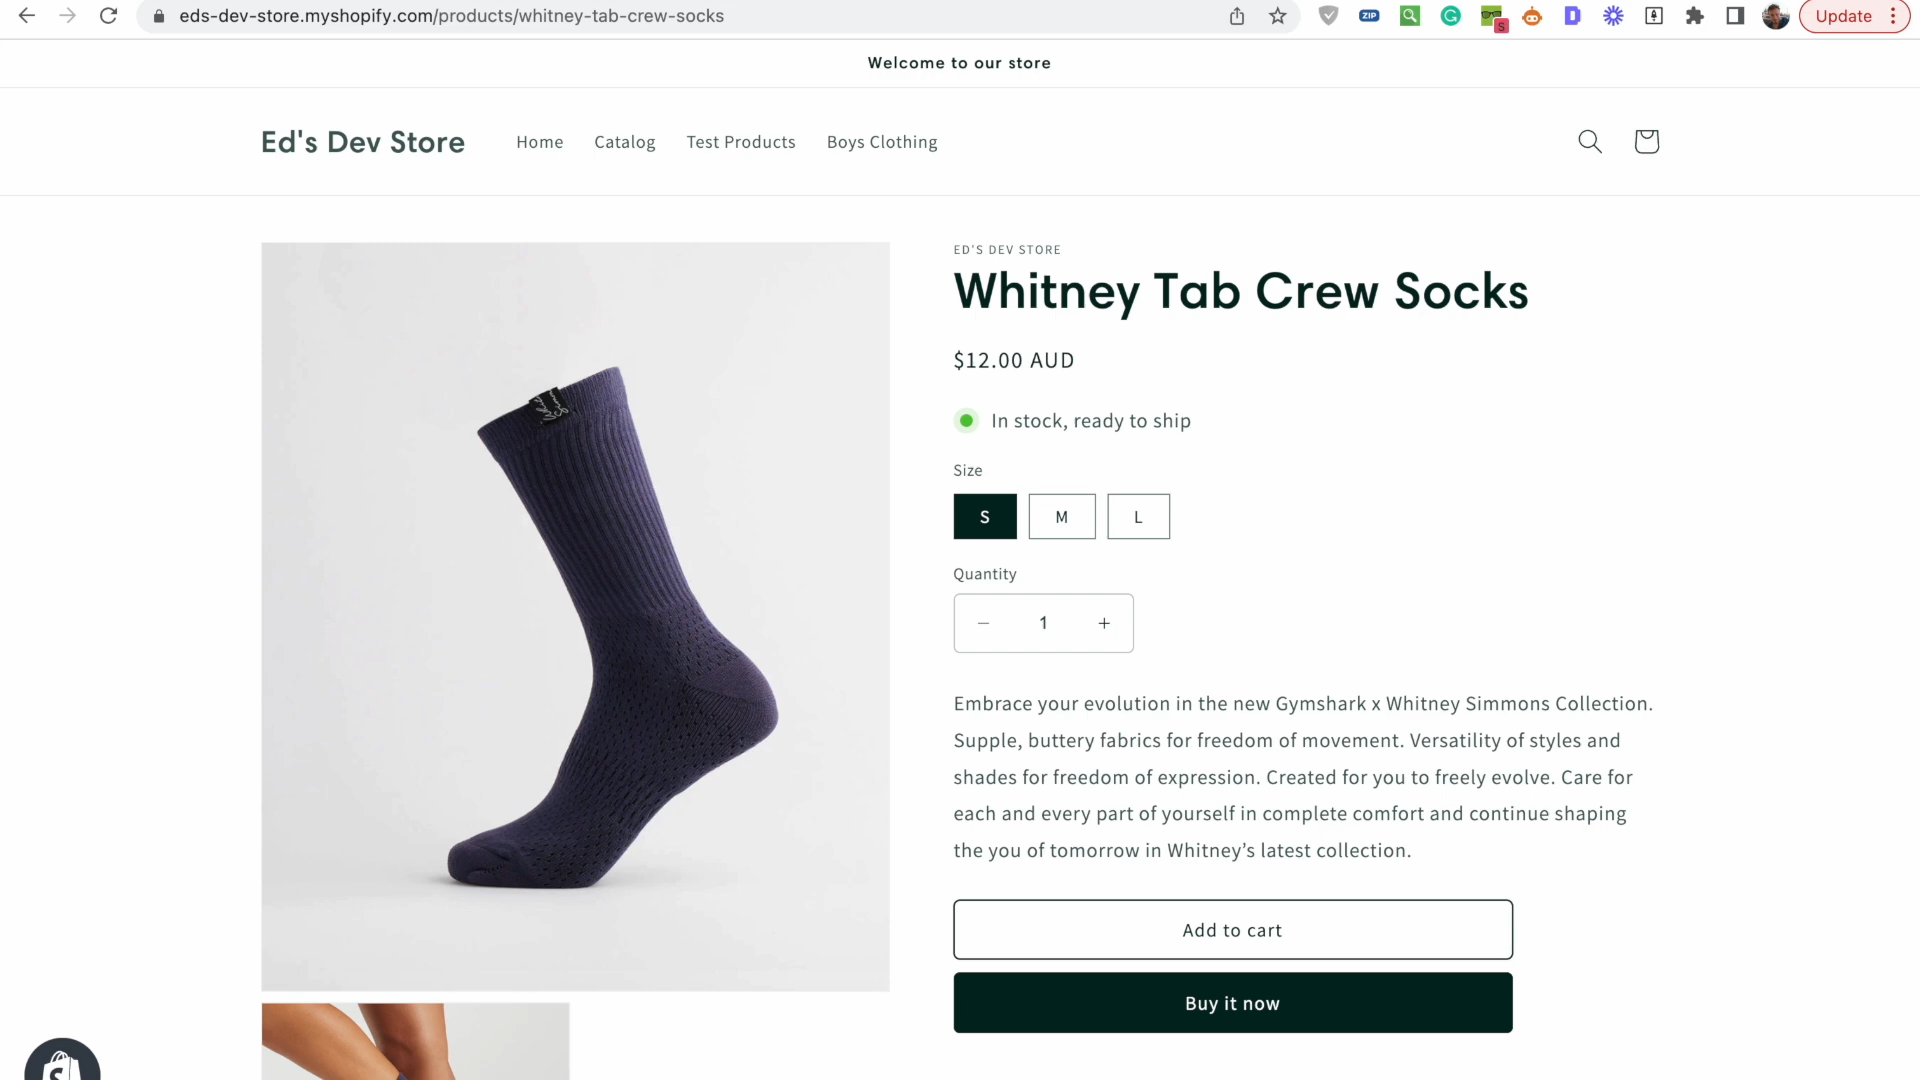 eds-dev-store.myshopify.com/products/whitney-tab-crew-socks
Update
Welcome to our store
Ed's Dev Store
Home
Catalog
Test Products
Boys Clothing
ED'S DEV STORE
Whitney Tab Crew Socks
$12.00 AUD
In stock, ready to ship
Size
S
M
L
Quantity
− 1 +
Embrace your evolution in the new Gymshark x Whitney Simmons Collection.
Supple, buttery fabrics for freedom of movement. Versatility of styles and
shades for freedom of expression. Created for you to freely evolve. Care for
each and every part of yourself in complete comfort and continue shaping
the you of tomorrow in Whitney’s latest collection.
Add to cart
Buy it now